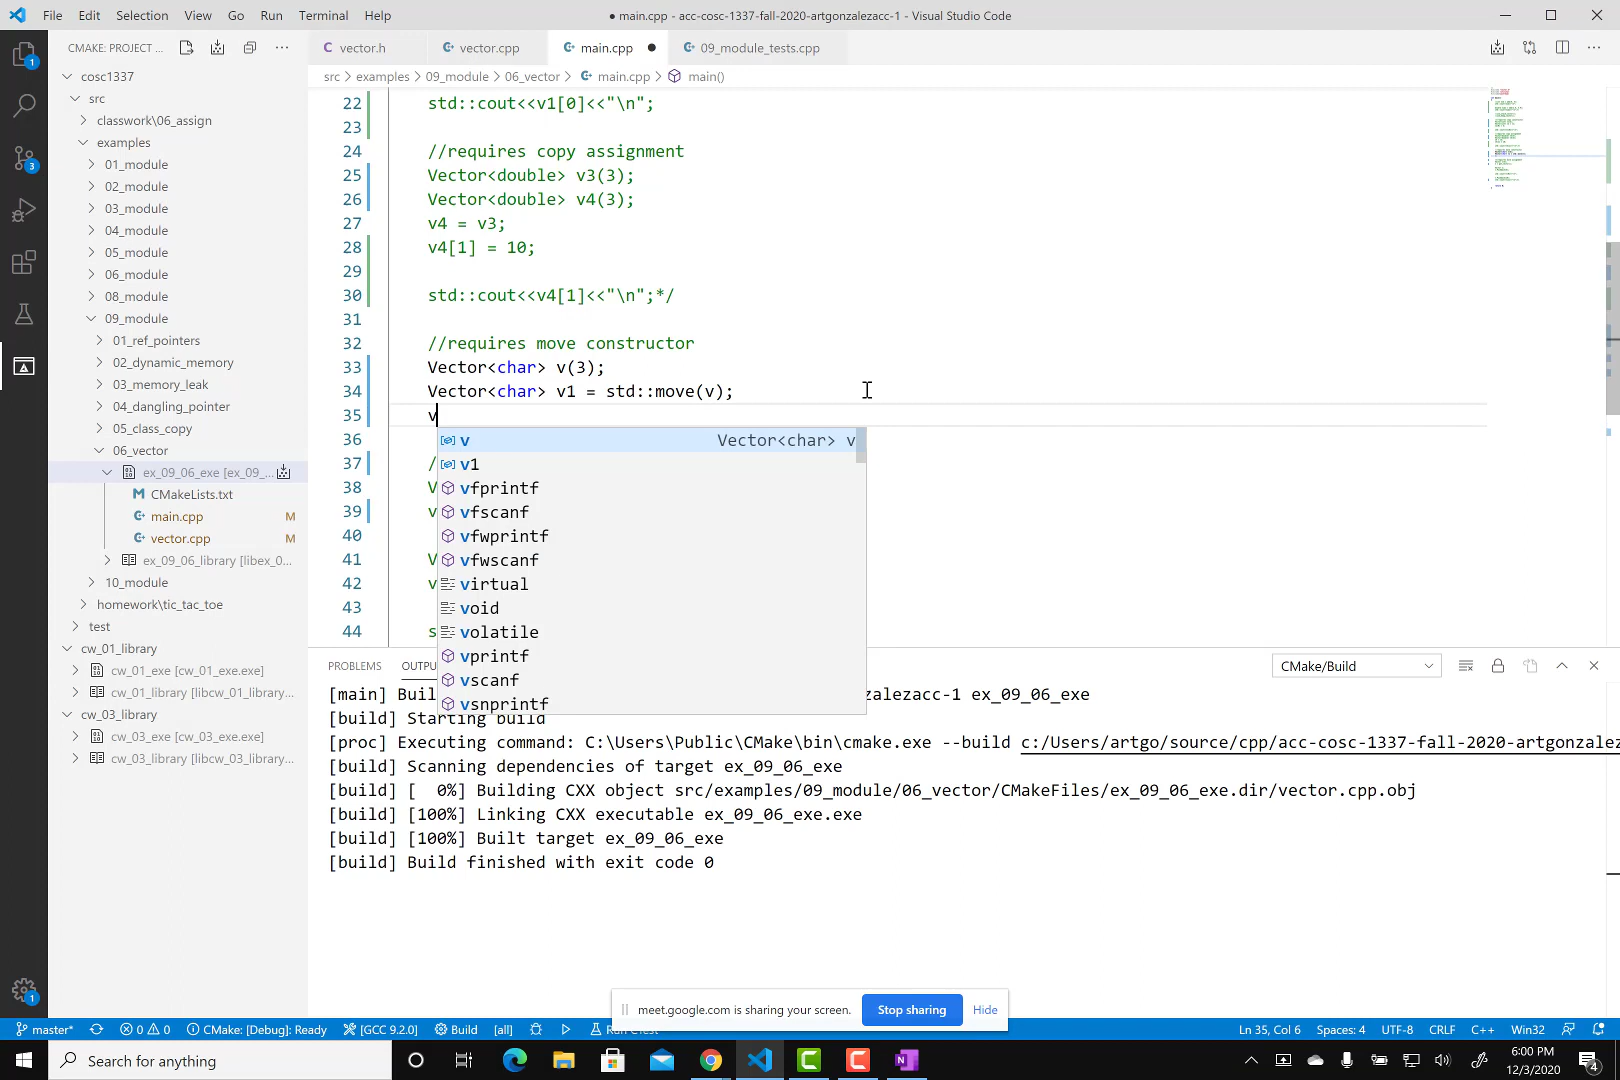 File Edit Selection View Go Run Terminal Help
● main.cpp - acc-cosc-1337-fall-2020-artgonzalezacc-1 - Visual Studio Code
CMAKE: PROJECT ...
vector.h
vector.cpp
main.cpp ●
09_module_tests.cpp
src > examples > 09_module > 06_vector > main.cpp > main()
cosc1337
src
classwork\06_assign
examples
01_module
02_module
03_module
04_module
05_module
06_module
08_module
09_module
01_ref_pointers
02_dynamic_memory
03_memory_leak
04_dangling_pointer
05_class_copy
06_vector
ex_09_06_exe [ex_09_...
CMakeLists.txt
main.cpp M
vector.cpp M
ex_09_06_library [libex_0...
10_module
homework\tic_tac_toe
test
cw_01_library
cw_01_exe [cw_01_exe.exe]
cw_01_library [libcw_01_library...
cw_03_library
cw_03_exe [cw_03_exe.exe]
cw_03_library [libcw_03_library...
22 std::cout<<v1[0]<<"\n";
23
24 //requires copy assignment
25 Vector<double> v3(3);
26 Vector<double> v4(3);
27 v4 = v3;
28 v4[1] = 10;
29
30 std::cout<<v4[1]<<"\n";*/
31
32 //requires move constructor
33 Vector<char> v(3);
34 Vector<char> v1 = std::move(v);
35 v
36
37 /
38 V
39 v
40
41 V
42 v
43
44 s
v Vector<char> v
v1
vfprintf
vfscanf
vfwprintf
vfwscanf
virtual
void
volatile
vprintf
vscanf
vsnprintf
PROBLEMS OUTPU
CMake/Build
[main] Buil zalezacc-1 ex_09_06_exe
[build] Starting build
[proc] Executing command: C:\Users\Public\CMake\bin\cmake.exe --build c:/Users/artgo/source/cpp/acc-cosc-1337-fall-2020-artgonzalez
[build] Scanning dependencies of target ex_09_06_exe
[build] [  0%] Building CXX object src/examples/09_module/06_vector/CMakeFiles/ex_09_06_exe.dir/vector.cpp.obj
[build] [100%] Linking CXX executable ex_09_06_exe.exe
[build] [100%] Built target ex_09_06_exe
[build] Build finished with exit code 0
meet.google.com is sharing your screen. Stop sharing Hide
master* 0 0 CMake: [Debug]: Ready [GCC 9.2.0] Build [all] Run CTest
Ln 35, Col 6 Spaces: 4 UTF-8 CRLF C++ Win32
Search for anything
6:00 PM
12/3/2020